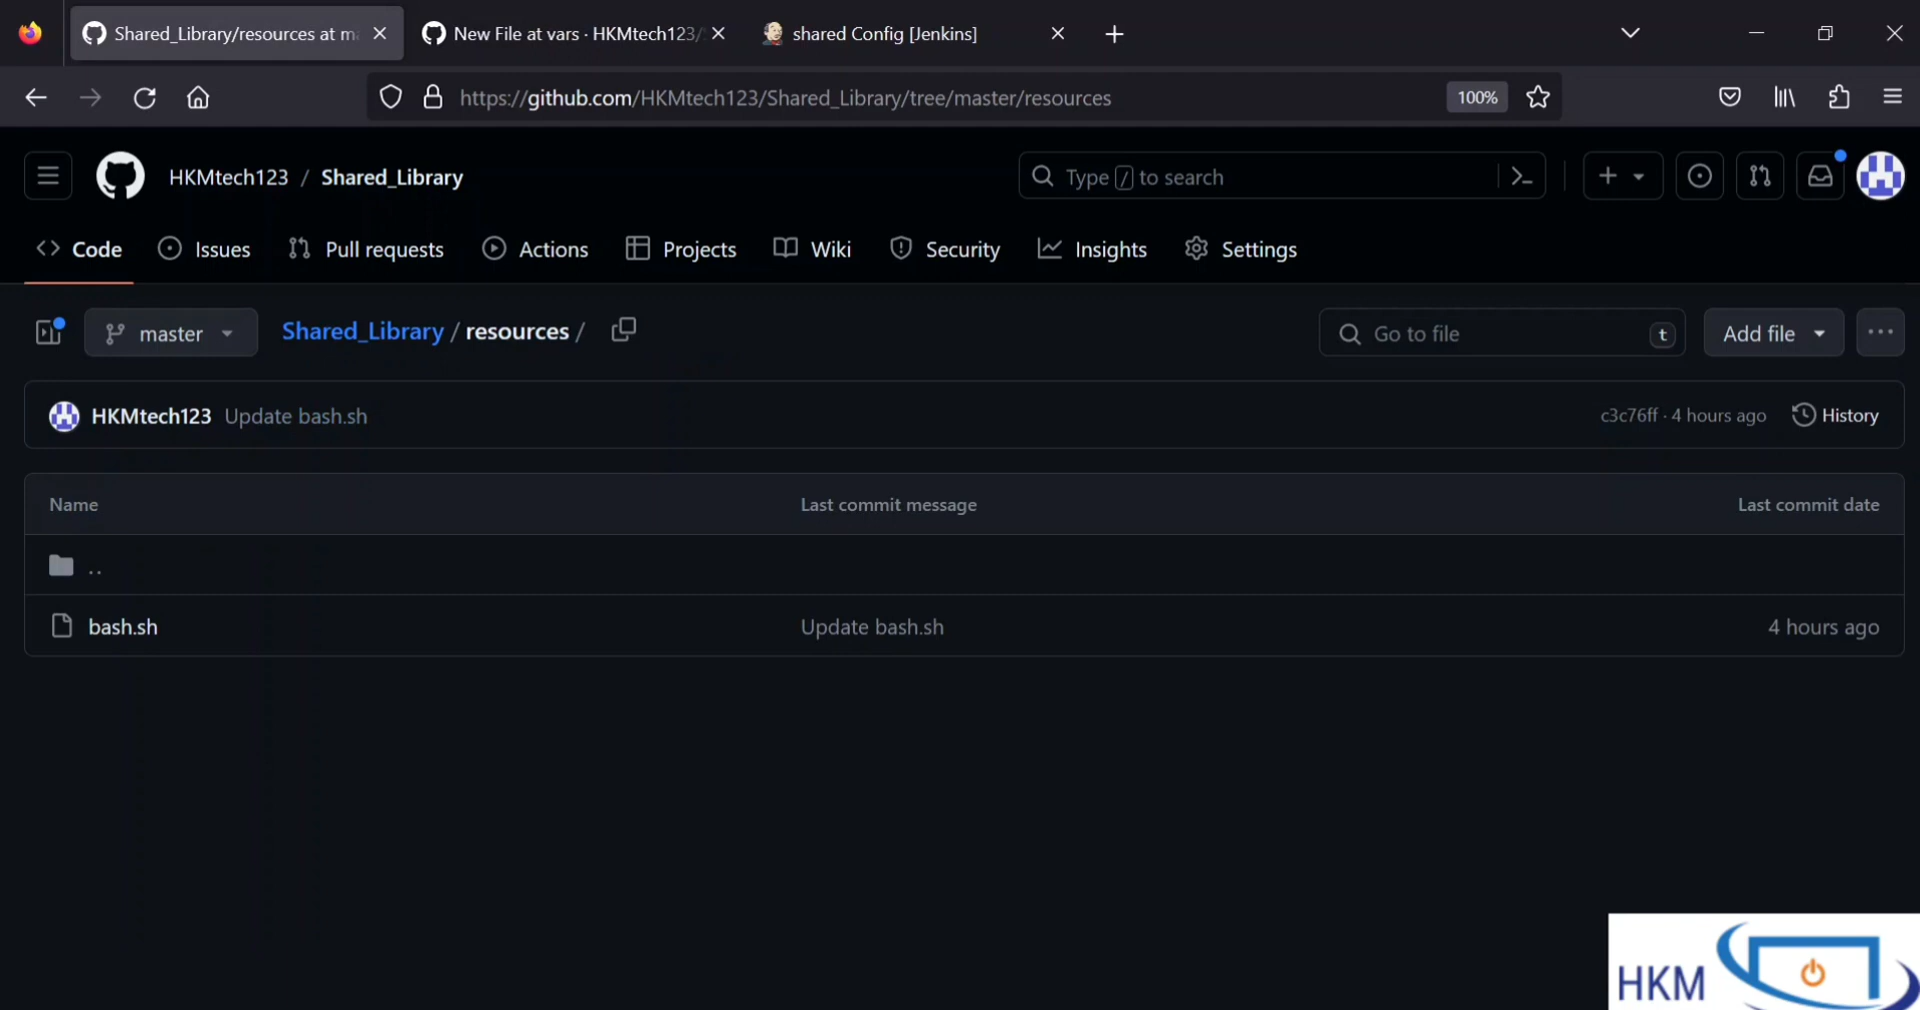 Shared_Library/resources at ma
New File at vars · HKMtech123/
shared Config [Jenkins]
https://github.com/HKMtech123/Shared_Library/tree/master/resources
100%
HKMtech123 / Shared_Library
Type / to search
Code
Issues
Pull requests
Actions
Projects
Wiki
Security
Insights
Settings
master
Shared_Library / resources /
Go to file
t
Add file
HKMtech123 Update bash.sh
c3c76ff · 4 hours ago
History
Name
Last commit message
Last commit date
..
bash.sh
Update bash.sh
4 hours ago
HKM